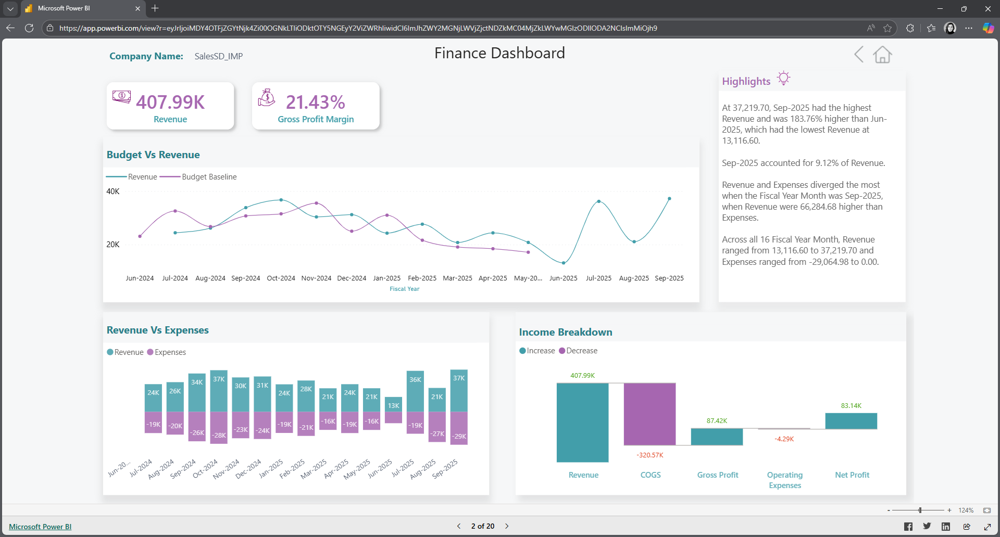 Microsoft Power BI
https://app.powerbi.com/view?r=eyJrIjoiMDY4OTFjZGYtNjk4Zi00OGNkLTliODktOTY5NGEyY2ViZWRhIiwidCI6ImJhZWY2MGNjLWVjZjctNDZkMC04MjZkLWYwMGIzODllODA2NCIsImMiOjh9
Company Name: SalesSD_IMP
Finance Dashboard
407.99K
Revenue
21.43%
Gross Profit Margin
Highlights
At 37,219.70, Sep-2025 had the highest
Revenue and was 183.76% higher than Jun-
2025, which had the lowest Revenue at
13,116.60.
Sep-2025 accounted for 9.12% of Revenue.
Revenue and Expenses diverged the most
when the Fiscal Year Month was Sep-2025,
when Revenue were 66,284.68 higher than
Expenses.
Across all 16 Fiscal Year Month, Revenue
ranged from 13,116.60 to 37,219.70 and
Expenses ranged from -29,064.98 to 0.00.
Budget Vs Revenue
Revenue Budget Baseline
40K
20K
Jun-2024 Jul-2024 Aug-2024 Sep-2024 Oct-2024 Nov-2024 Dec-2024 Jan-2025 Feb-2025 Mar-2025 Apr-2025 May-20... Jun-2025 Jul-2025 Aug-2025 Sep-2025
Fiscal Year
Revenue Vs Expenses
Revenue Expenses
24K 26K 34K 37K 30K 31K 24K 28K 21K 24K 21K 13K 36K 21K 37K
-19K -20K -26K -28K -23K -24K -19K -21K -16K -19K -16K -19K -27K -29K
Jun-20... Jul-2024 Aug-2024 Sep-2024 Oct-2024 Nov-2024 Dec-2024 Jan-2025 Feb-2025 Mar-2025 Apr-2025 May-2025 Jun-2025 Jul-2025 Aug-2025 Sep-2025
Income Breakdown
Increase Decrease
407.99K
-320.57K
87.42K
-4.29K
83.14K
Revenue COGS Gross Profit Operating Net Profit
Expenses
- + 124%
Microsoft Power BI
2 of 20